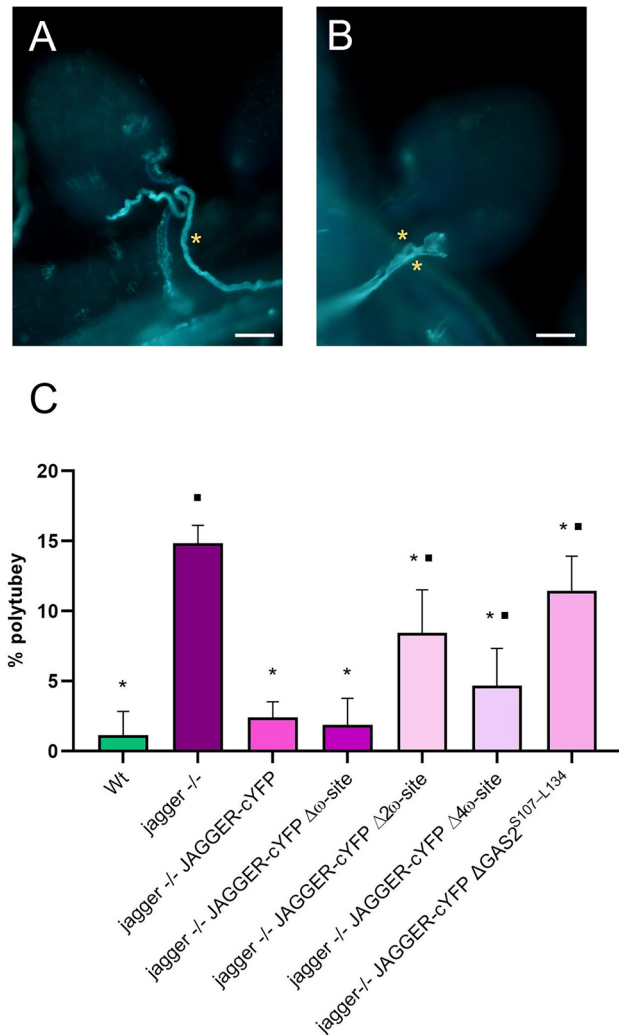 A
B
*
*
*
C
20
15
10
5
0
% polytubey
*
▪
*
*
* ▪
* ▪
* ▪
Wt
jagger -/-
jagger -/- JAGGER-cYFP
jagger -/- JAGGER-cYFP Δω-site
jagger -/- JAGGER-cYFP Δ2ω-site
jagger -/- JAGGER-cYFP Δ4ω-site
jagger-/- JAGGER-cYFP ΔGAS2S107–L134